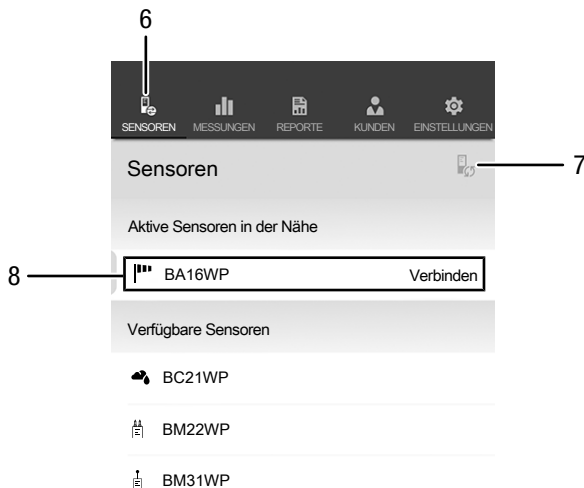 6
SENSOREN MESSUNGEN REPORTE KUNDEN EINSTELLUNGEN
Sensoren
7
Aktive Sensoren in der Nähe
8
BA16WP Verbinden
Verfügbare Sensoren
BC21WP
BM22WP
BM31WP